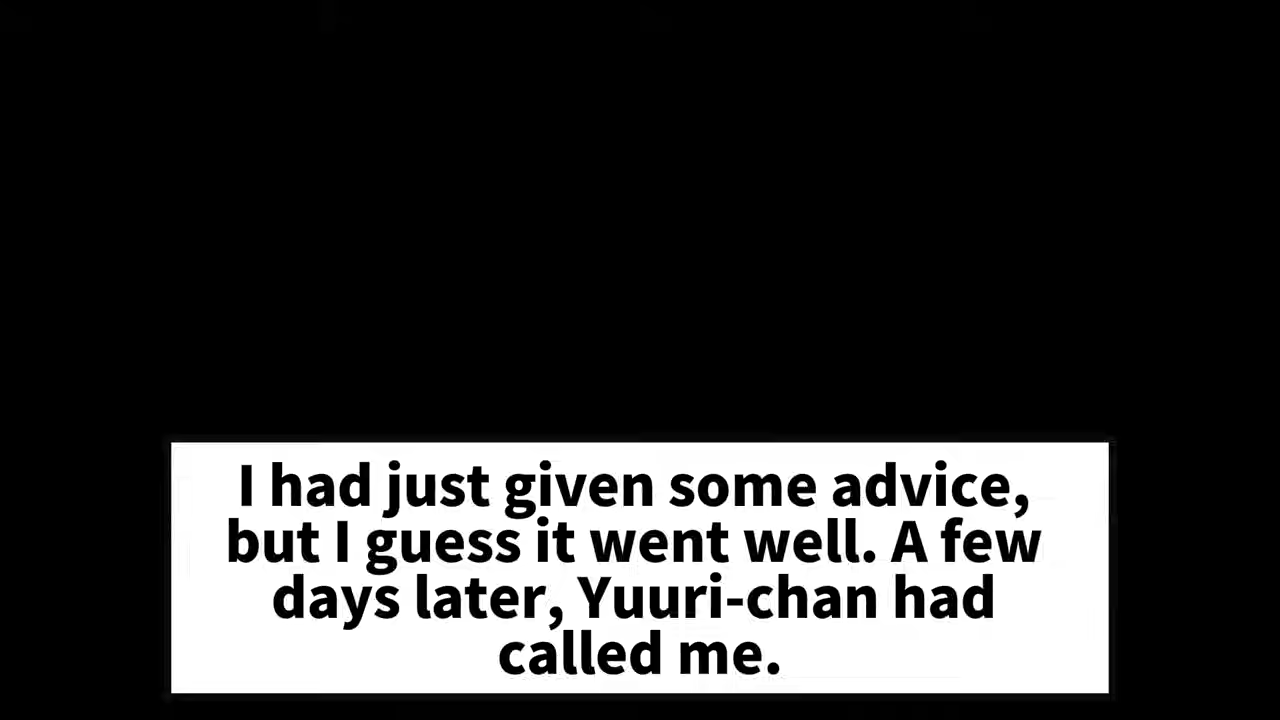 I had just given some advice,
but I guess it went well. A few
days later, Yuuri-chan had
called me.